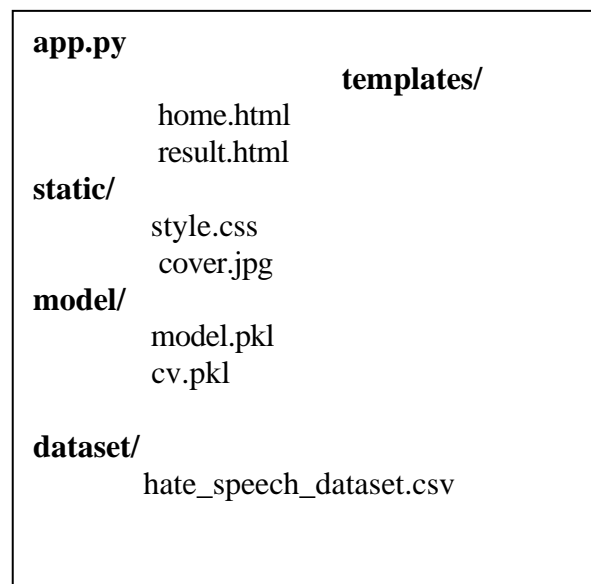 app.py
templates/
home.html
result.html
static/
style.css
cover.jpg
model/
model.pkl
cv.pkl
dataset/
hate_speech_dataset.csv